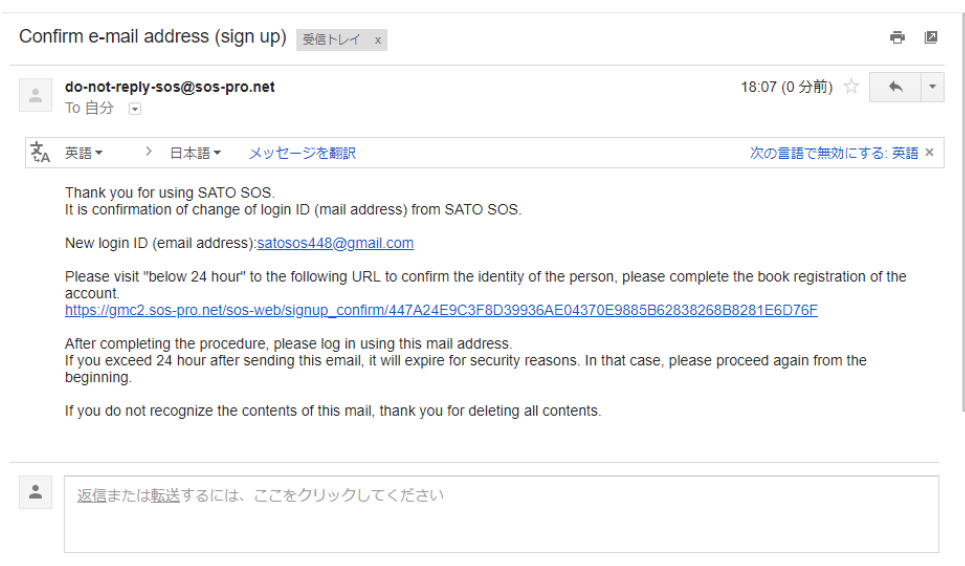 Confirm e-mail address (sign up) 受信トレイ x
do-not-reply-sos@sos-pro.net 18:07 (0 分前)
To 自分
英語 > 日本語 メッセージを翻訳 次の言語で無効にする: 英語 ×
Thank you for using SATO SOS.
It is confirmation of change of login ID (mail address) from SATO SOS.
New login ID (email address):satosos448@gmail.com
Please visit "below 24 hour" to the following URL to confirm the identity of the person, please complete the book registration of the
account.
https://gmc2.sos-pro.net/sos-web/signup_confirm/447A24E9C3F8D39936AE04370E9885B62838268B8281E6D76F
After completing the procedure, please log in using this mail address.
If you exceed 24 hour after sending this email, it will expire for security reasons. In that case, please proceed again from the
beginning.
If you do not recognize the contents of this mail, thank you for deleting all contents.
返信または転送するには、ここをクリックしてください